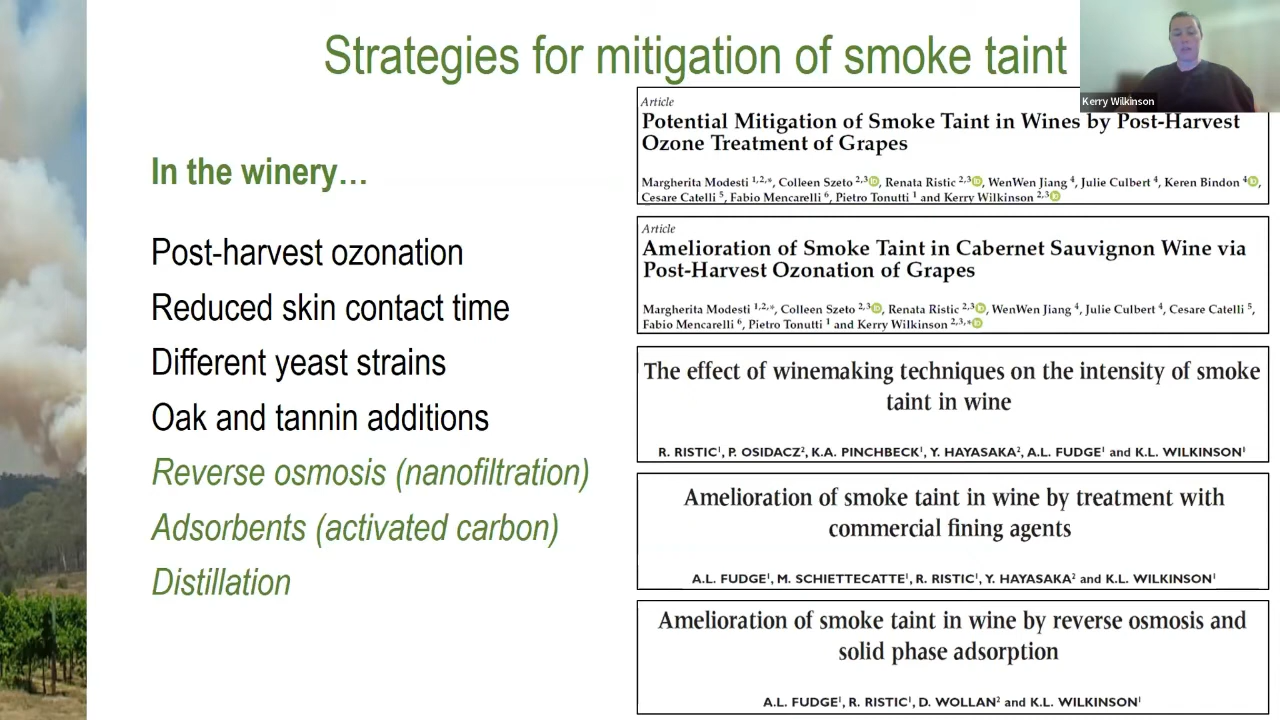 Strategies for mitigation of smoke taint
Kerry Wilkinson
In the winery…
Post-harvest ozonation
Reduced skin contact time
Different yeast strains
Oak and tannin additions
Reverse osmosis (nanofiltration)
Adsorbents (activated carbon)
Distillation
Article
Potential Mitigation of Smoke Taint in Wines by Post-Harvest
Ozone Treatment of Grapes
Margherita Modesti 1,2,*, Colleen Szeto 2,3, Renata Ristic 2,3, WenWen Jiang 4, Julie Culbert 4, Keren Bindon 4,
Cesare Catelli 5, Fabio Mencarelli 6, Pietro Tonutti 1 and Kerry Wilkinson 2,3
Article
Amelioration of Smoke Taint in Cabernet Sauvignon Wine via
Post-Harvest Ozonation of Grapes
Margherita Modesti 1,2,*, Colleen Szeto 2,3, Renata Ristic 2,3, WenWen Jiang 4, Julie Culbert 4, Cesare Catelli 5,
Fabio Mencarelli 6, Pietro Tonutti 1 and Kerry Wilkinson 2,3,*
The effect of winemaking techniques on the intensity of smoke
taint in wine
R. RISTIC1, P. OSIDACZ2, K.A. PINCHBECK1, Y. HAYASAKA2, A.L. FUDGE1 and K.L. WILKINSON1
Amelioration of smoke taint in wine by treatment with
commercial fining agents
A.L. FUDGE1, M. SCHIETTECATTE1, R. RISTIC1, Y. HAYASAKA2 and K.L. WILKINSON1
Amelioration of smoke taint in wine by reverse osmosis and
solid phase adsorption
A.L. FUDGE1, R. RISTIC1, D. WOLLAN2 and K.L. WILKINSON1